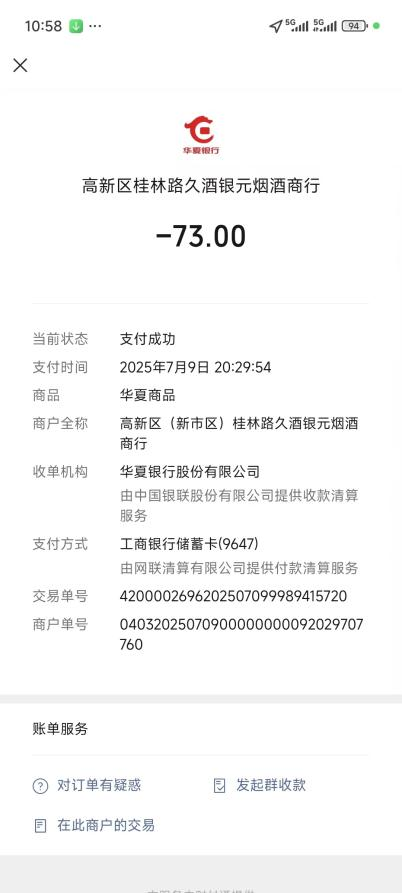 10:58
5G
5G
94
华夏银行
高新区桂林路久酒银元烟酒商行
-73.00
当前状态 支付成功
支付时间 2025年7月9日 20:29:54
商品 华夏商品
商户全称 高新区（新市区）桂林路久酒银元烟酒
商行
收单机构 华夏银行股份有限公司
由中国银联股份有限公司提供收款清算
服务
支付方式 工商银行储蓄卡(9647)
由网联清算有限公司提供付款清算服务
交易单号 4200002696202507099989415720
商户单号 04032025070900000000092029707
760
账单服务
对订单有疑惑 发起群收款
在此商户的交易